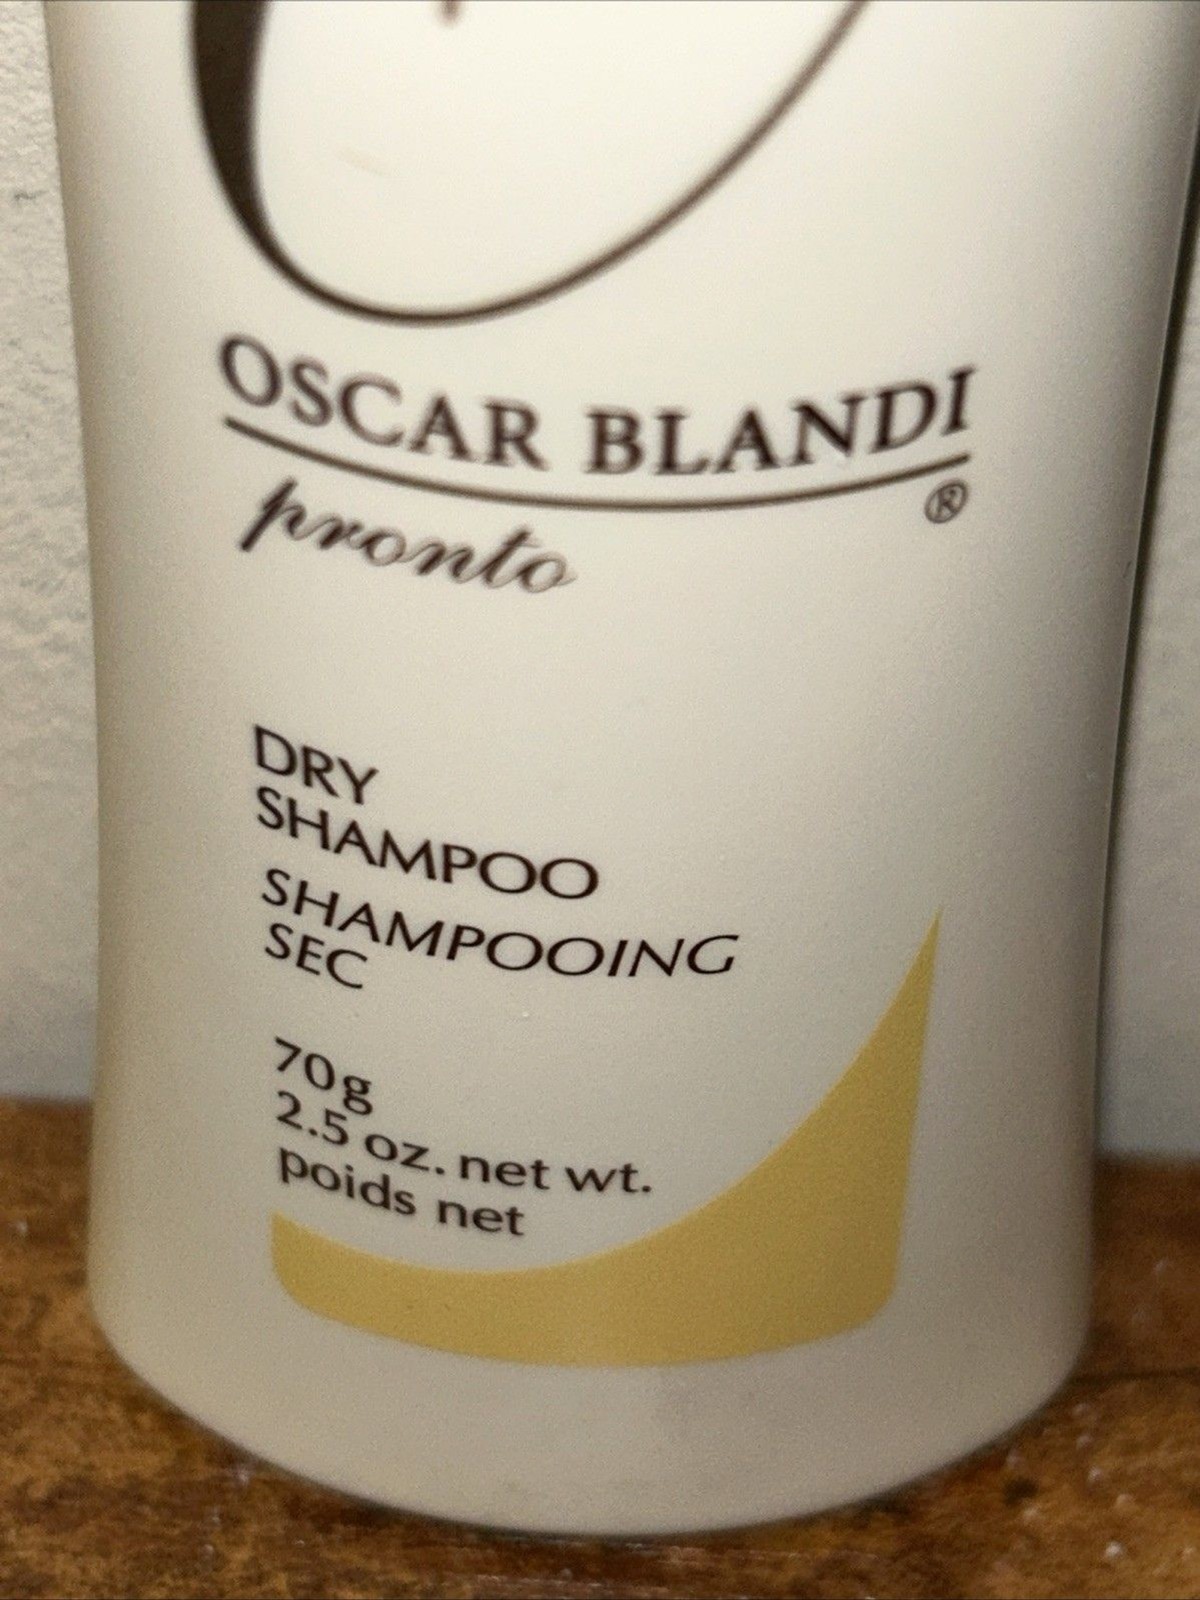 OSCAR BLANDI
®
pronto
DRY
SHAMPOO
SHAMPOOING
SEC
70g
2.5 oz. net wt.
poids net